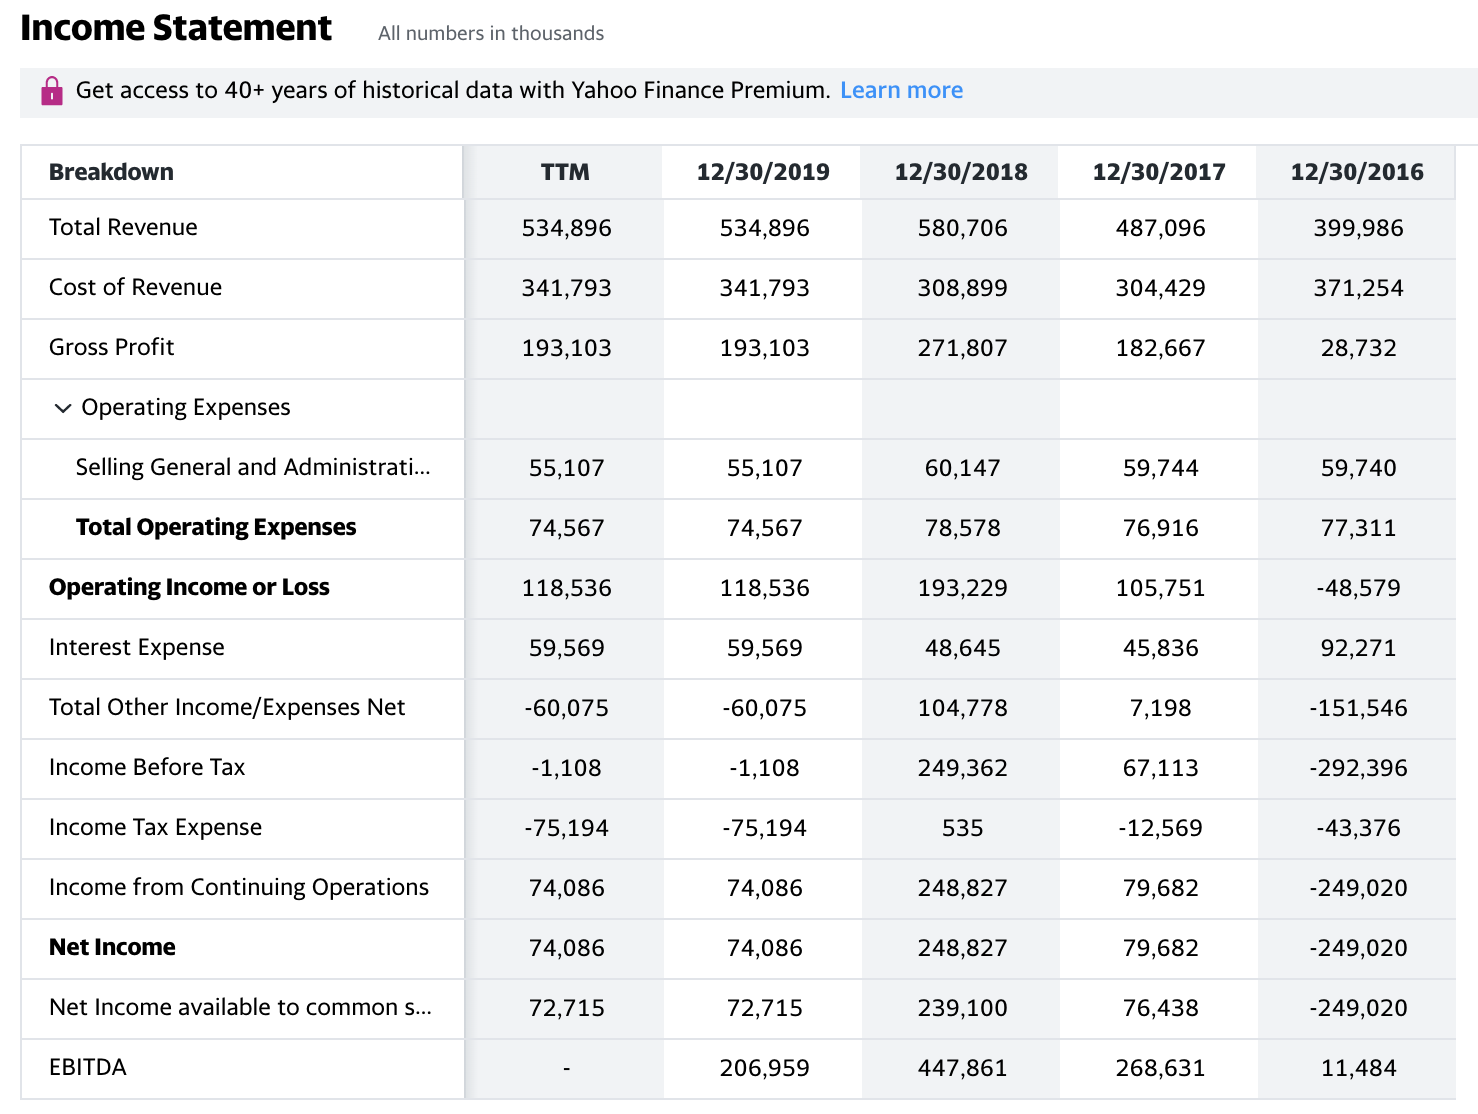 Income Statement All numbers in thousands
Get access to 40+ years of historical data with Yahoo Finance Premium. Learn more
Breakdown TTM 12/30/2019 12/30/2018 12/30/2017 12/30/2016
Total Revenue 534,896 534,896 580,706 487,096 399,986
Cost of Revenue 341,793 341,793 308,899 304,429 371,254
Gross Profit 193,103 193,103 271,807 182,667 28,732
Operating Expenses
Selling General and Administrati... 55,107 55,107 60,147 59,744 59,740
Total Operating Expenses 74,567 74,567 78,578 76,916 77,311
Operating Income or Loss 118,536 118,536 193,229 105,751 -48,579
Interest Expense 59,569 59,569 48,645 45,836 92,271
Total Other Income/Expenses Net -60,075 -60,075 104,778 7,198 -151,546
Income Before Tax -1,108 -1,108 249,362 67,113 -292,396
Income Tax Expense -75,194 -75,194 535 -12,569 -43,376
Income from Continuing Operations 74,086 74,086 248,827 79,682 -249,020
Net Income 74,086 74,086 248,827 79,682 -249,020
Net Income available to common s... 72,715 72,715 239,100 76,438 -249,020
EBITDA - 206,959 447,861 268,631 11,484